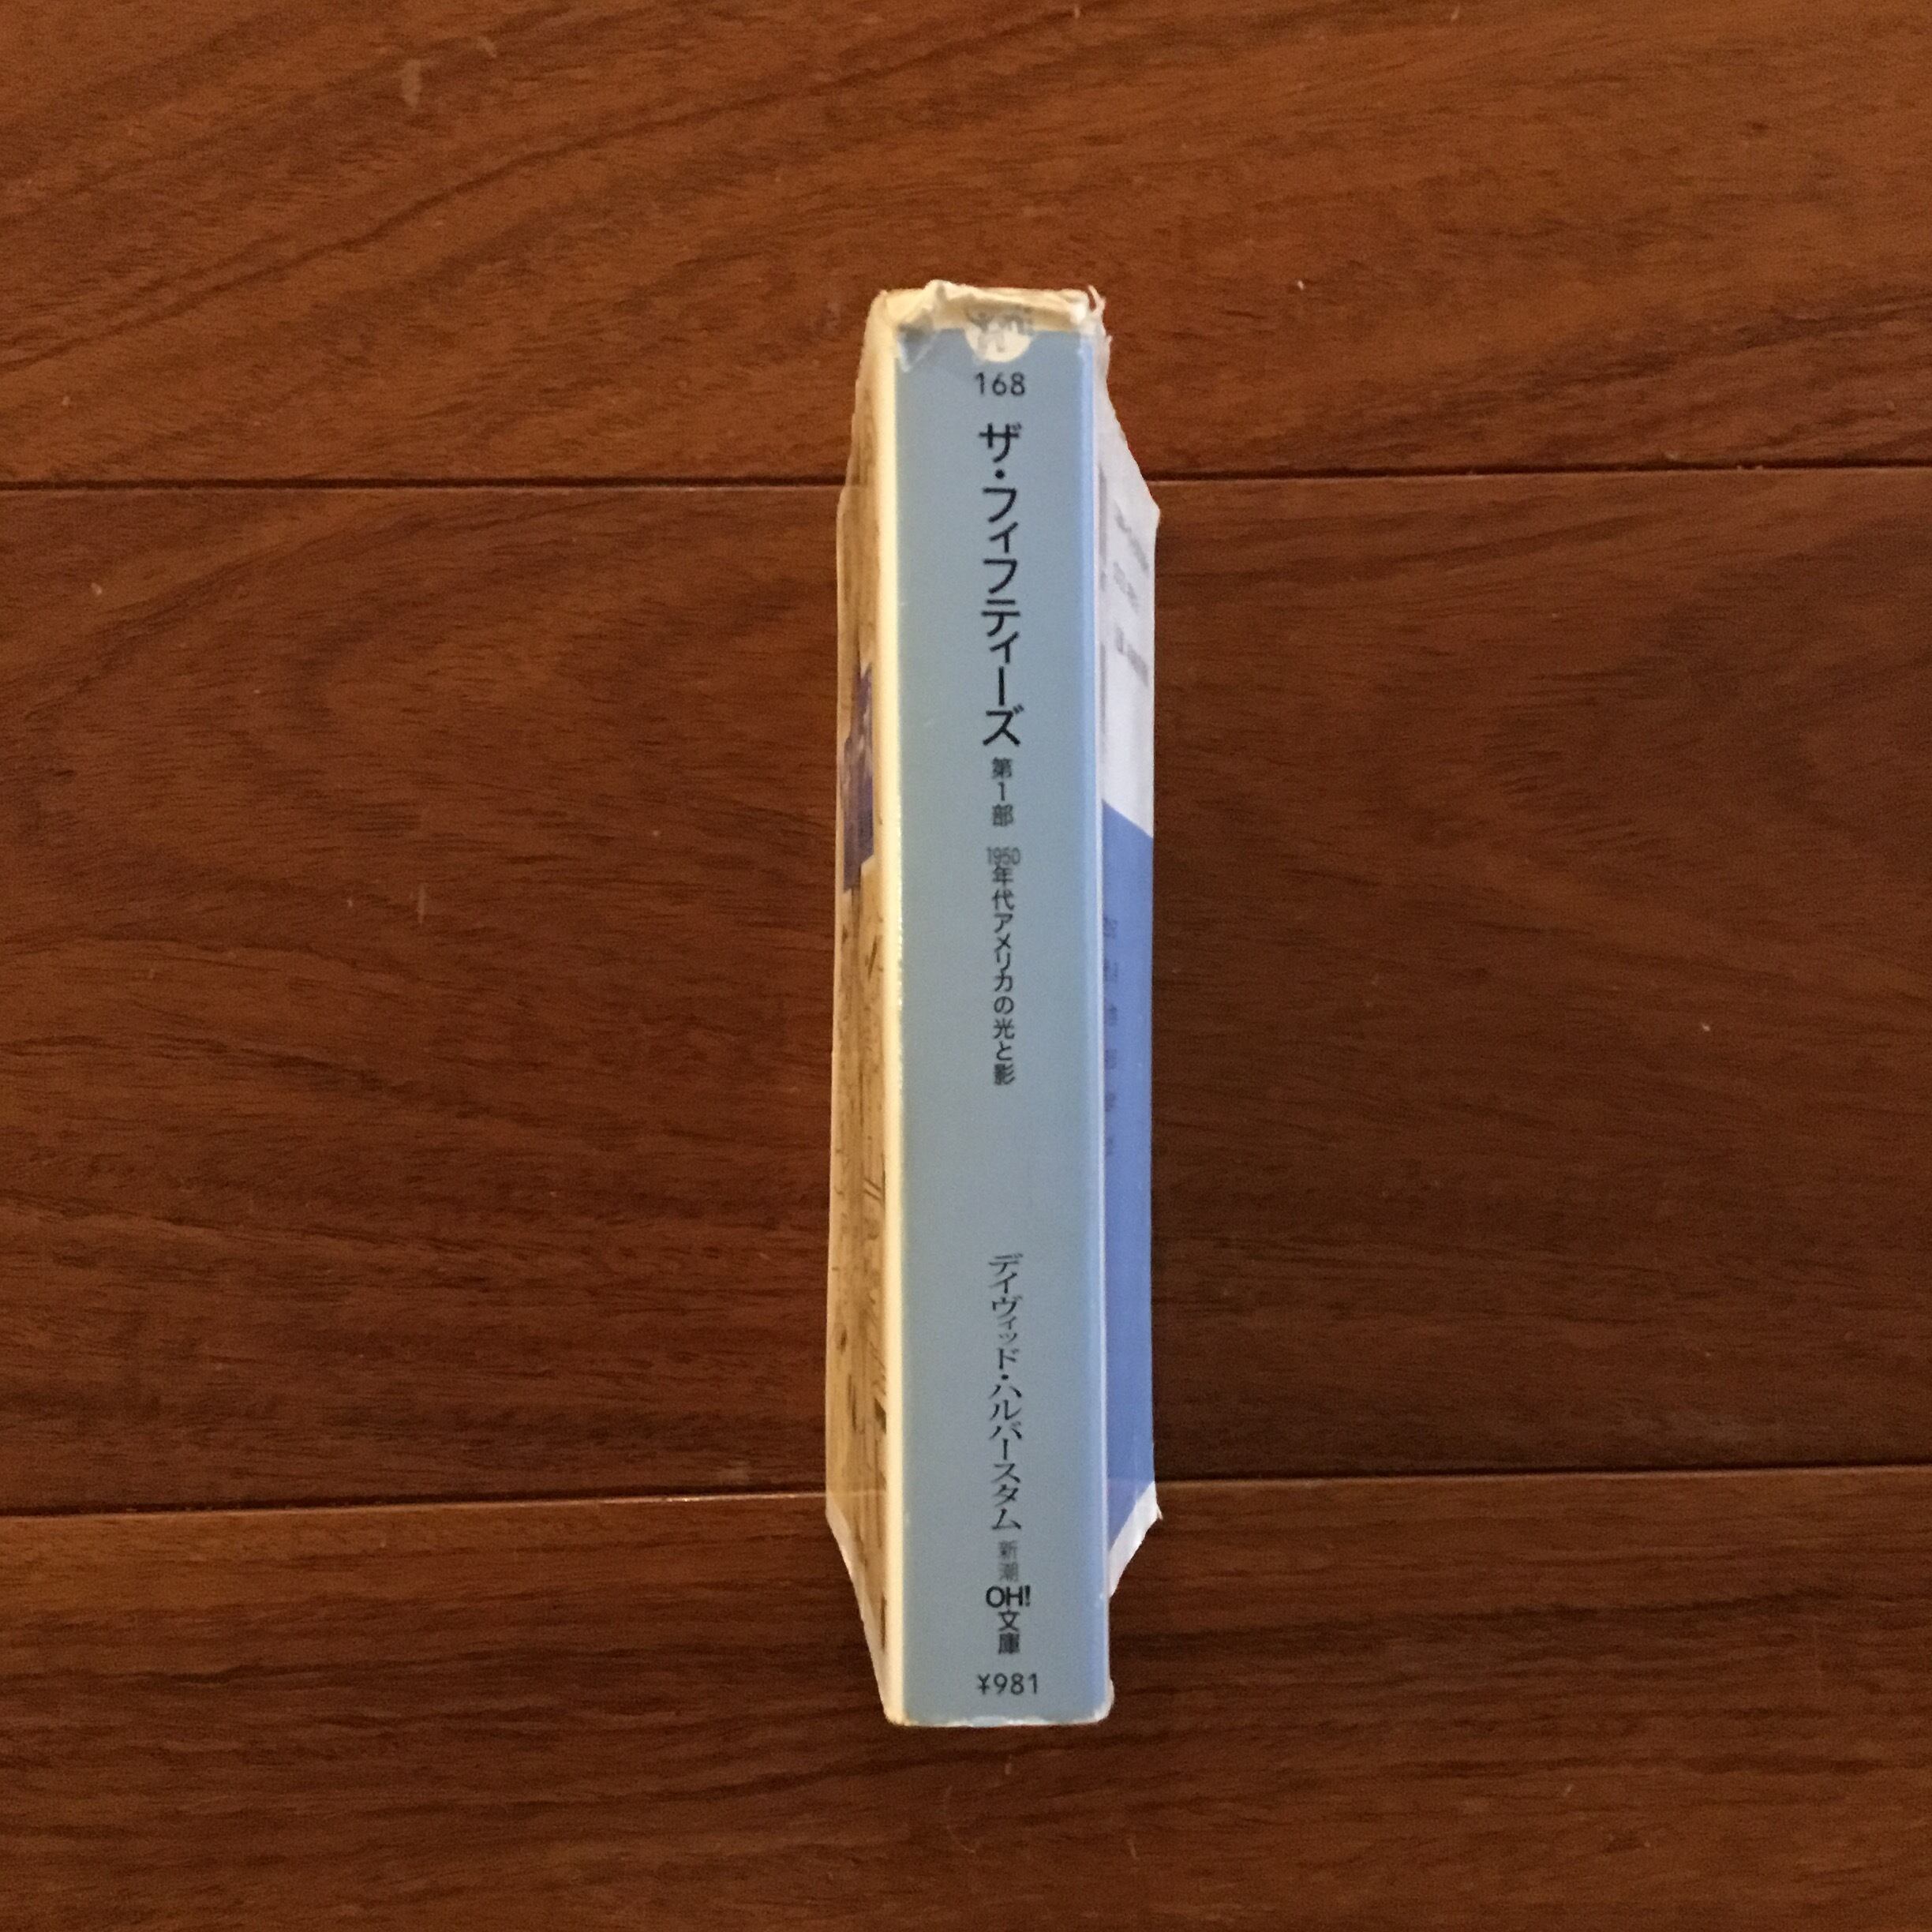 168
ザ・フィフティーズ
第1部
1950年代アメリカの光と影
デイヴィッド・ハルバースタム
新潮
OH!
文庫
¥981